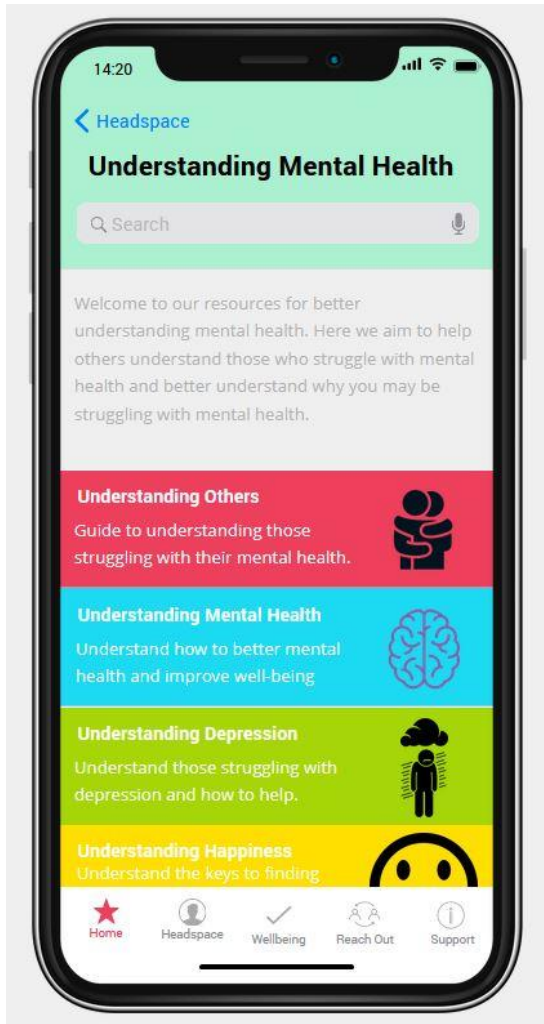 14:20
Headspace
Understanding Mental Health
Search
Welcome to our resources for better
understanding mental health. Here we aim to help
others understand those who struggle with mental
health and better understand why you may be
struggling with mental health.
Understanding Others
Guide to understanding those
struggling with their mental health.
Understanding Mental Health
Understand how to better mental
health and improve well-being
Understanding Depression
Understand those struggling with
depression and how to help.
Understanding Happiness
Understand the keys to finding
Home
Headspace
Wellbeing
Reach Out
Support